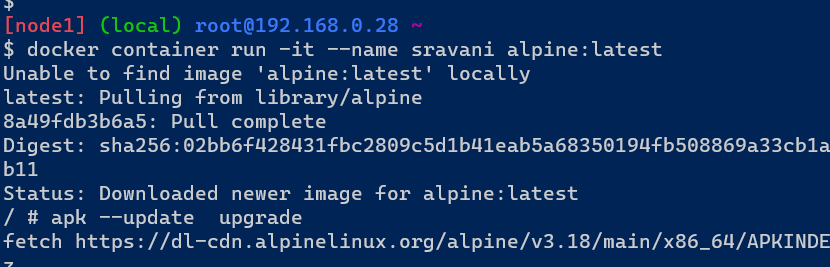 $
[node1] (local) root@192.168.0.28 ~
$ docker container run -it --name sravani alpine:latest
Unable to find image 'alpine:latest' locally
latest: Pulling from library/alpine
8a49fdb3b6a5: Pull complete
Digest: sha256:02bb6f428431fbc2809c5d1b41eab5a68350194fb508869a33cb1a
b11
Status: Downloaded newer image for alpine:latest
/ # apk --update  upgrade
fetch https://dl-cdn.alpinelinux.org/alpine/v3.18/main/x86_64/APKINDE
z